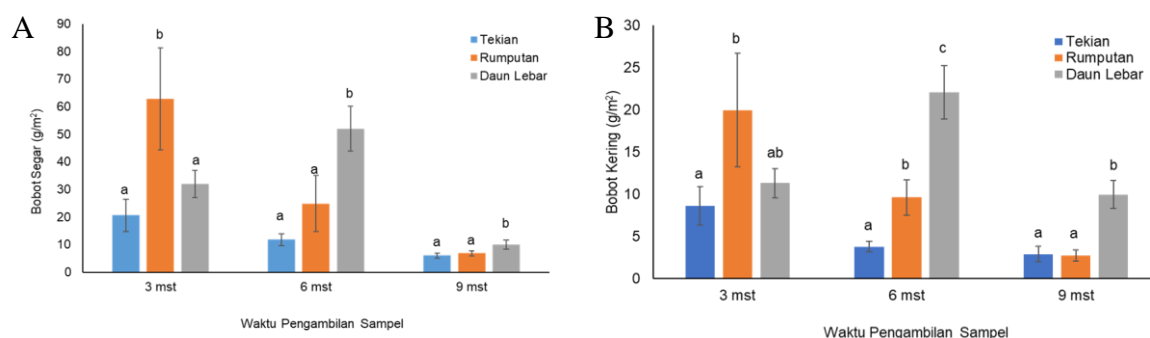 A
90
80
70
60
50
40
30
20
10
0
Bobot Segar (g/m²)
Tekian
Rumputan
Daun Lebar
a
b
a
a
a
b
a
a
b
3 mst
6 mst
9 mst
Waktu Pengambilan Sampel
B
30
25
20
15
10
5
0
Bobot Kering (g/m²)
Tekian
Rumputan
Daun Lebar
a
b
ab
a
b
c
a
a
b
3 mst
6 mst
9 mst
Waktu Pengambilan Sampel